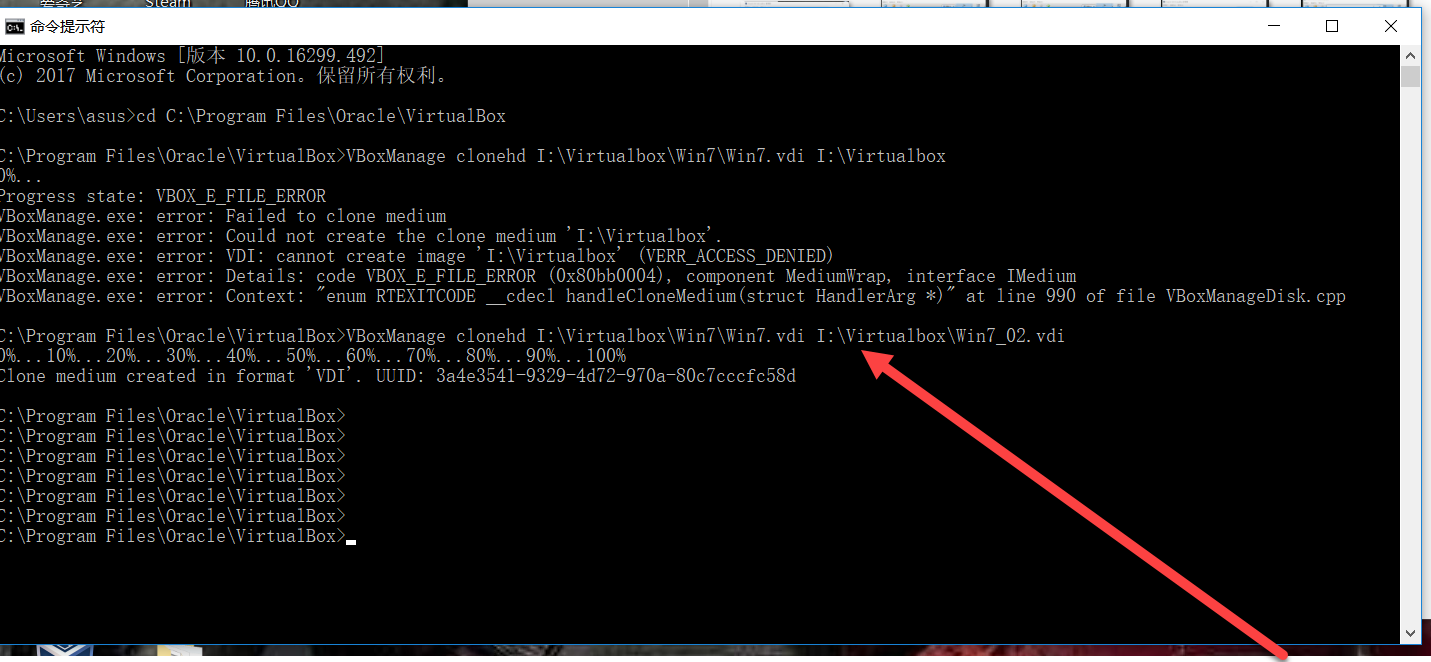 Steam
腾讯QQ
命令提示符
Microsoft Windows [版本 10.0.16299.492]
(c) 2017 Microsoft Corporation。保留所有权利。
C:\Users\asus>cd C:\Program Files\Oracle\VirtualBox
C:\Program Files\Oracle\VirtualBox>VBoxManage clonehd I:\Virtualbox\Win7\Win7.vdi I:\Virtualbox
0%...
Progress state: VBOX_E_FILE_ERROR
VBoxManage.exe: error: Failed to clone medium
VBoxManage.exe: error: Could not create the clone medium 'I:\Virtualbox'.
VBoxManage.exe: error: VDI: cannot create image 'I:\Virtualbox' (VERR_ACCESS_DENIED)
VBoxManage.exe: error: Details: code VBOX_E_FILE_ERROR (0x80bb0004), component MediumWrap, interface IMedium
VBoxManage.exe: error: Context: "enum RTEXITCODE __cdecl handleCloneMedium(struct HandlerArg *)" at line 990 of file VBoxManageDisk.cpp
C:\Program Files\Oracle\VirtualBox>VBoxManage clonehd I:\Virtualbox\Win7\Win7.vdi I:\Virtualbox\Win7_02.vdi
0%...10%...20%...30%...40%...50%...60%...70%...80%...90%...100%
Clone medium created in format 'VDI'. UUID: 3a4e3541-9329-4d72-970a-80c7cccfc58d
C:\Program Files\Oracle\VirtualBox>
C:\Program Files\Oracle\VirtualBox>
C:\Program Files\Oracle\VirtualBox>
C:\Program Files\Oracle\VirtualBox>
C:\Program Files\Oracle\VirtualBox>
C:\Program Files\Oracle\VirtualBox>
C:\Program Files\Oracle\VirtualBox>